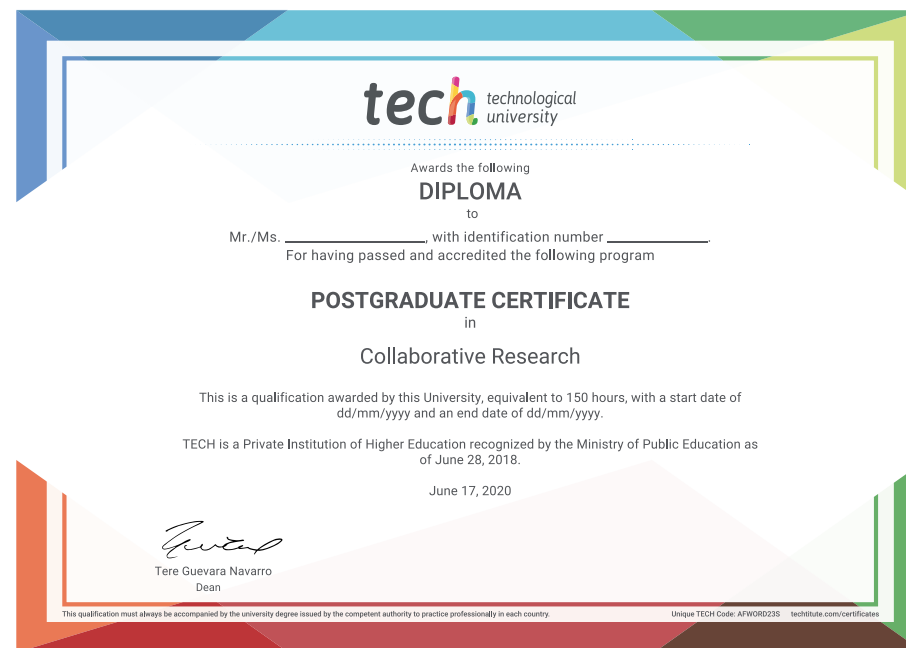 tech technological
university
Awards the following
DIPLOMA
to
Mr./Ms. ____________________, with identification number _______________.
For having passed and accredited the following program
POSTGRADUATE CERTIFICATE
in
Collaborative Research
This is a qualification awarded by this University, equivalent to 150 hours, with a start date of
dd/mm/yyyy and an end date of dd/mm/yyyy.
TECH is a Private Institution of Higher Education recognized by the Ministry of Public Education as
of June 28, 2018.
June 17, 2020
Tere Guevara Navarro
Dean
This qualification must always be accompanied by the university degree issued by the competent authority to practice professionally in each country. Unique TECH Code: AFWORD23S techtitute.com/certificates